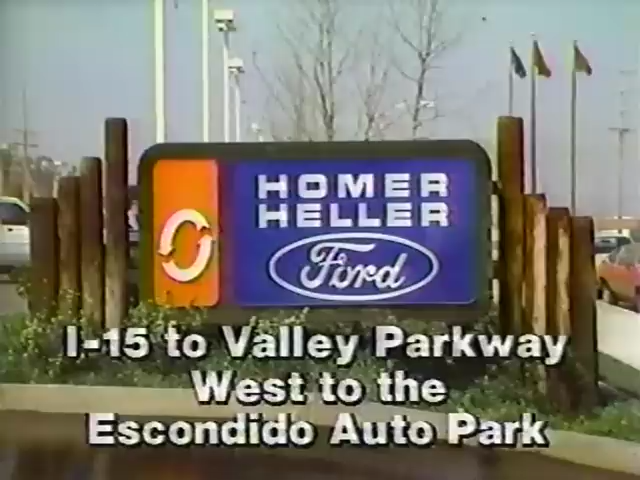 HOMER
HELLER
Ford
I-15 to Valley Parkway
West to the
Escondido Auto Park